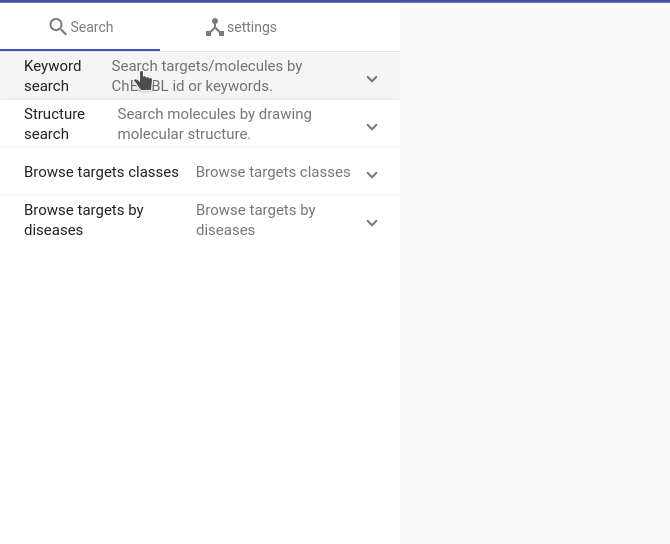 Search
settings
Keyword search
Search targets/molecules by ChEMBL id or keywords.
Structure search
Search molecules by drawing molecular structure.
Browse targets classes
Browse targets classes
Browse targets by diseases
Browse targets by diseases